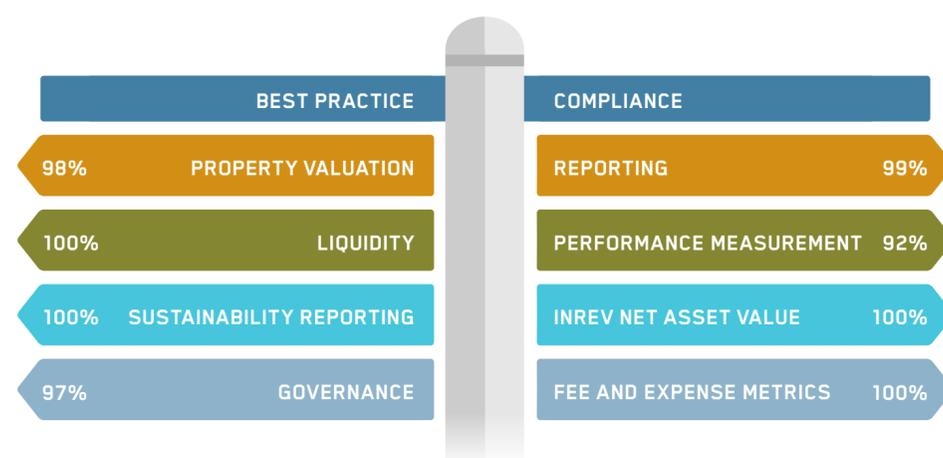 BEST PRACTICE
98% PROPERTY VALUATION
100% LIQUIDITY
100% SUSTAINABILITY REPORTING
97% GOVERNANCE
COMPLIANCE
REPORTING 99%
PERFORMANCE MEASUREMENT 92%
INREV NET ASSET VALUE 100%
FEE AND EXPENSE METRICS 100%